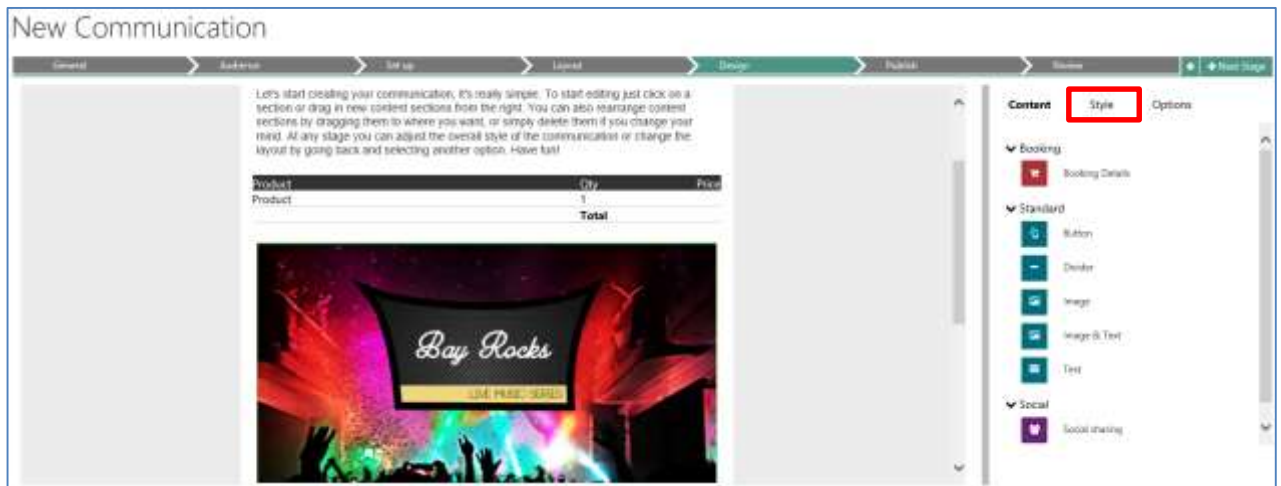 New Communication
General
Audience
Set up
Layout
Design
Publish
Review
Next Stage
Let's start creating your communication, it's really simple. To start editing just click on a
section or drag in new content sections from the right. You can also rearrange content
sections by dragging them to where you want, or simply delete them if you change your
mind. At any stage you can adjust the overall style of the communication or change the
layout by going back and selecting another option. Have fun!
Product Qty Price
Product 1
Total
Bay Rocks
LIVE MUSIC SERIES
Content Style Options
Booking
Booking Details
Standard
Button
Divider
Image
Image & Text
Text
Social
Social sharing